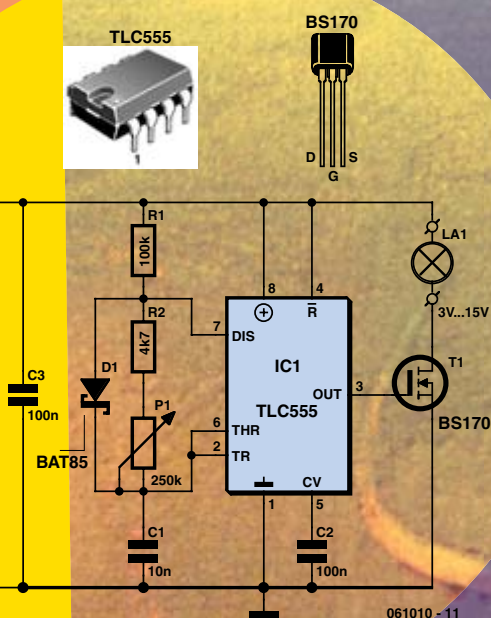 TLC555
BS170
1
D
S
G
R1
100k
8
4
LA1
+
R
3V...15V
7
DIS
R2
4k7
D1
IC1
T1
C3
100n
P1
OUT
3
TLC555
BS170
6
THR
2
TR
BAT85
250k
CV
1
5
C1
10n
C2
100n
061010 - 11